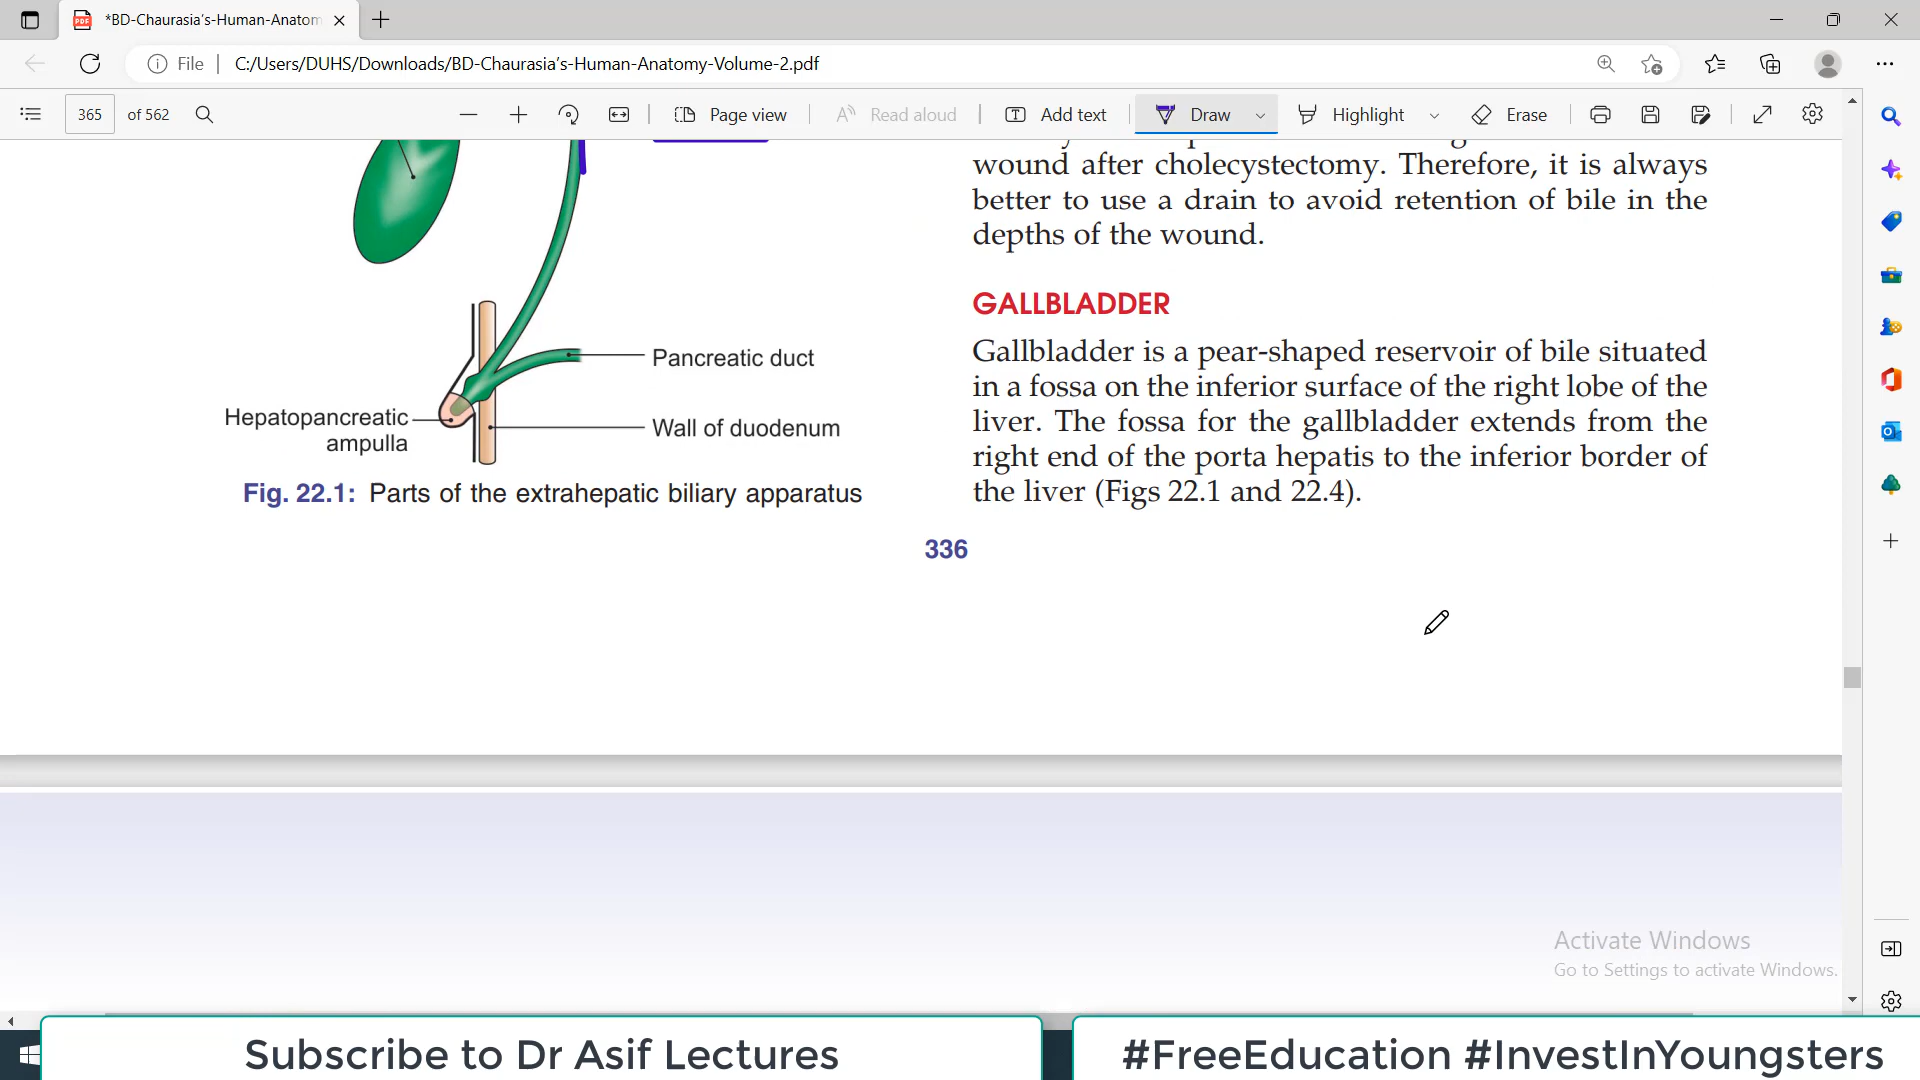 *BD-Chaurasia's-Human-Anatom
File
C:/Users/DUHS/Downloads/BD-Chaurasia's-Human-Anatomy-Volume-2.pdf
365 of 562
Page view
Read aloud
Add text
Draw
Highlight
Erase
Pancreatic duct
Hepatopancreatic
ampulla
Wall of duodenum
Fig. 22.1: Parts of the extrahepatic biliary apparatus
wound after cholecystectomy. Therefore, it is always
better to use a drain to avoid retention of bile in the
depths of the wound.
GALLBLADDER
Gallbladder is a pear-shaped reservoir of bile situated
in a fossa on the inferior surface of the right lobe of the
liver. The fossa for the gallbladder extends from the
right end of the porta hepatis to the inferior border of
the liver (Figs 22.1 and 22.4).
336
Activate Windows
Go to Settings to activate Windows.
Subscribe to Dr Asif Lectures
#FreeEducation #InvestInYoungsters